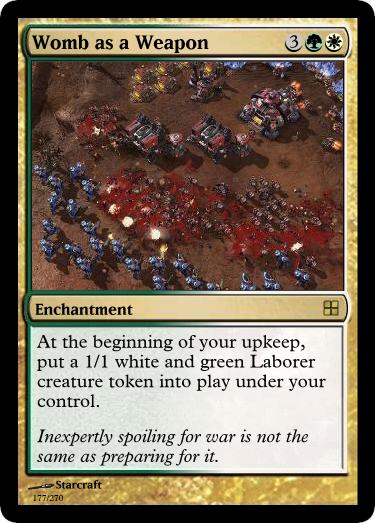 Womb as a Weapon 3
Enchantment
At the beginning of your upkeep,
put a 1/1 white and green Laborer
creature token into play under your
control.
Inexpertly spoiling for war is not the
same as preparing for it.
Starcraft
177/270